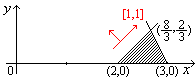 y
[1,1]
(8/3, 2/3)
0
(2,0)
(3,0)
x